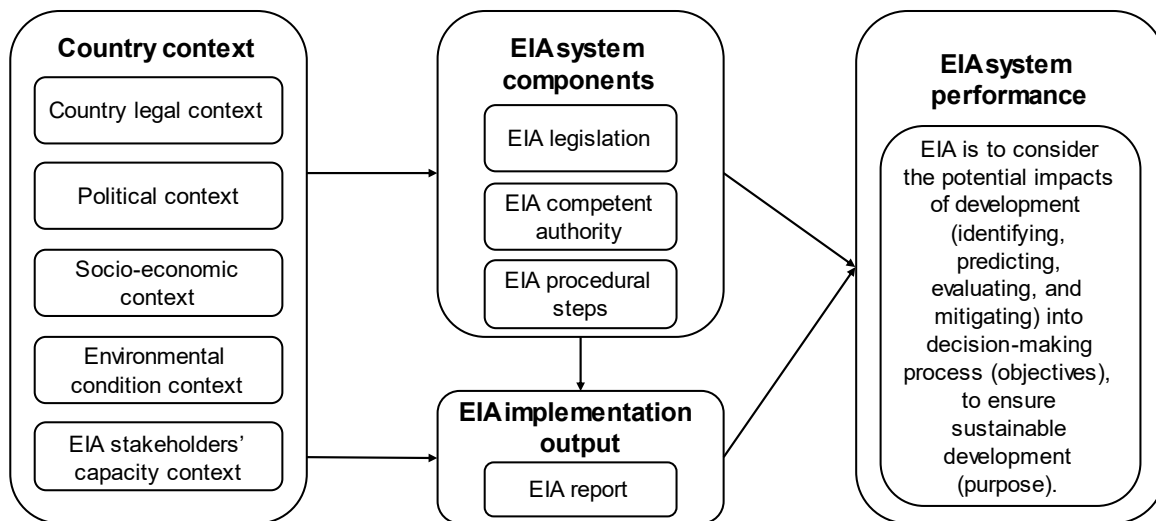 Country context
Country legal context
Political context
Socio-economic
context
Environmental
condition context
EIA stakeholders’
capacity context
EIA system
components
EIA legislation
EIA competent
authority
EIA procedural
steps
EIA implementation
output
EIA report
EIA system
performance
EIA is to consider
the potential impacts
of development
(identifying,
predicting,
evaluating, and
mitigating) into
decision-making
process (objectives),
to ensure
sustainable
development
(purpose).